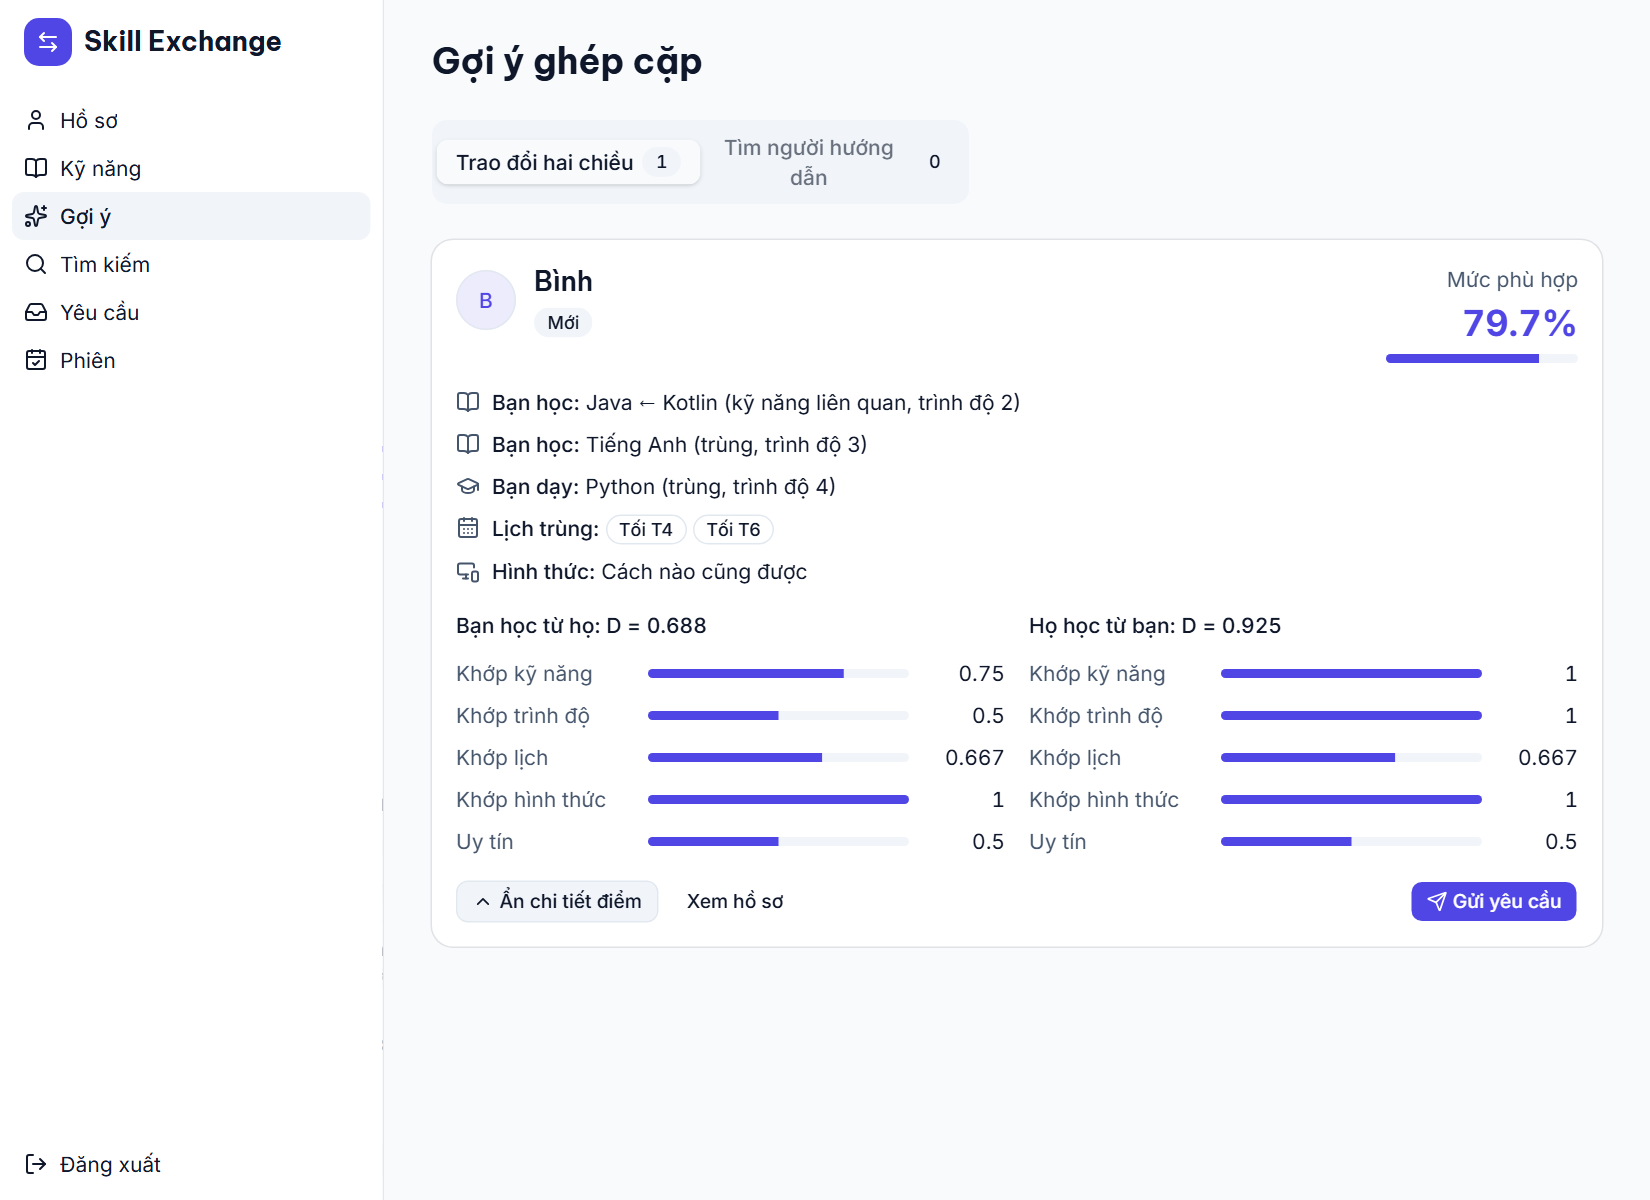 Skill Exchange
Hồ sơ
Kỹ năng
Gợi ý
Tìm kiếm
Yêu cầu
Phiên
Đăng xuất
Gợi ý ghép cặp
Trao đổi hai chiều 1
Tìm người hướng
dẫn
0
B
Bình
Mới
Mức phù hợp
79.7%
Bạn học: Java ← Kotlin (kỹ năng liên quan, trình độ 2)
Bạn học: Tiếng Anh (trùng, trình độ 3)
Bạn dạy: Python (trùng, trình độ 4)
Lịch trùng: Tối T4 Tối T6
Hình thức: Cách nào cũng được
Bạn học từ họ: D = 0.688
Khớp kỹ năng 0.75
Khớp trình độ 0.5
Khớp lịch 0.667
Khớp hình thức 1
Uy tín 0.5
Họ học từ bạn: D = 0.925
Khớp kỹ năng 1
Khớp trình độ 1
Khớp lịch 0.667
Khớp hình thức 1
Uy tín 0.5
Ẩn chi tiết điểm
Xem hồ sơ
Gửi yêu cầu